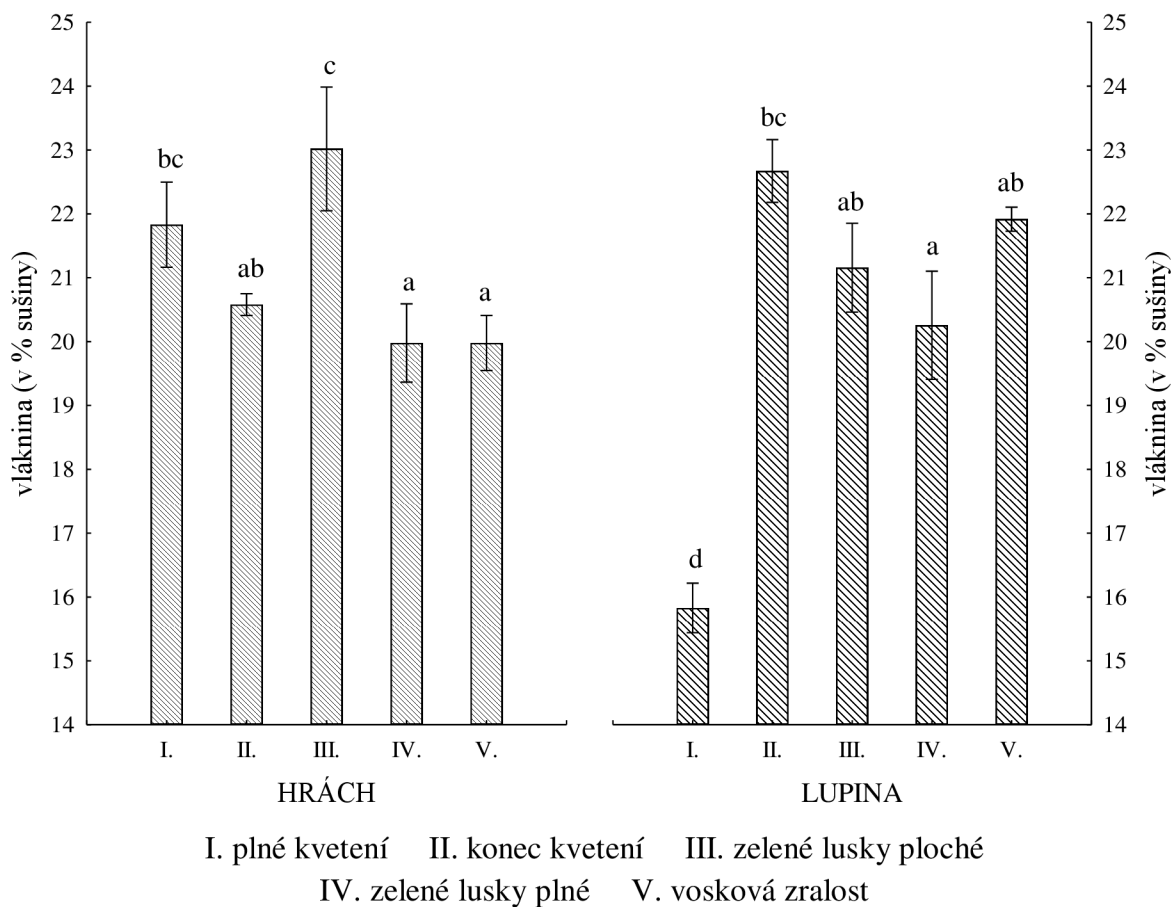 25
24
23
22
21
20
19
18
17
16
15
14
vláknina (v % sušiny)
bc
ab
c
a
a
I. II. III. IV. V.
HRÁCH
d
bc
ab
a
ab
I. II. III. IV. V.
LUPINA
25
24
23
22
21
20
19
18
17
16
15
14
vláknina (v % sušiny)
I. plné kvetení II. konec kvetení III. zelené lusky ploché
IV. zelené lusky plné V. vosková zralost